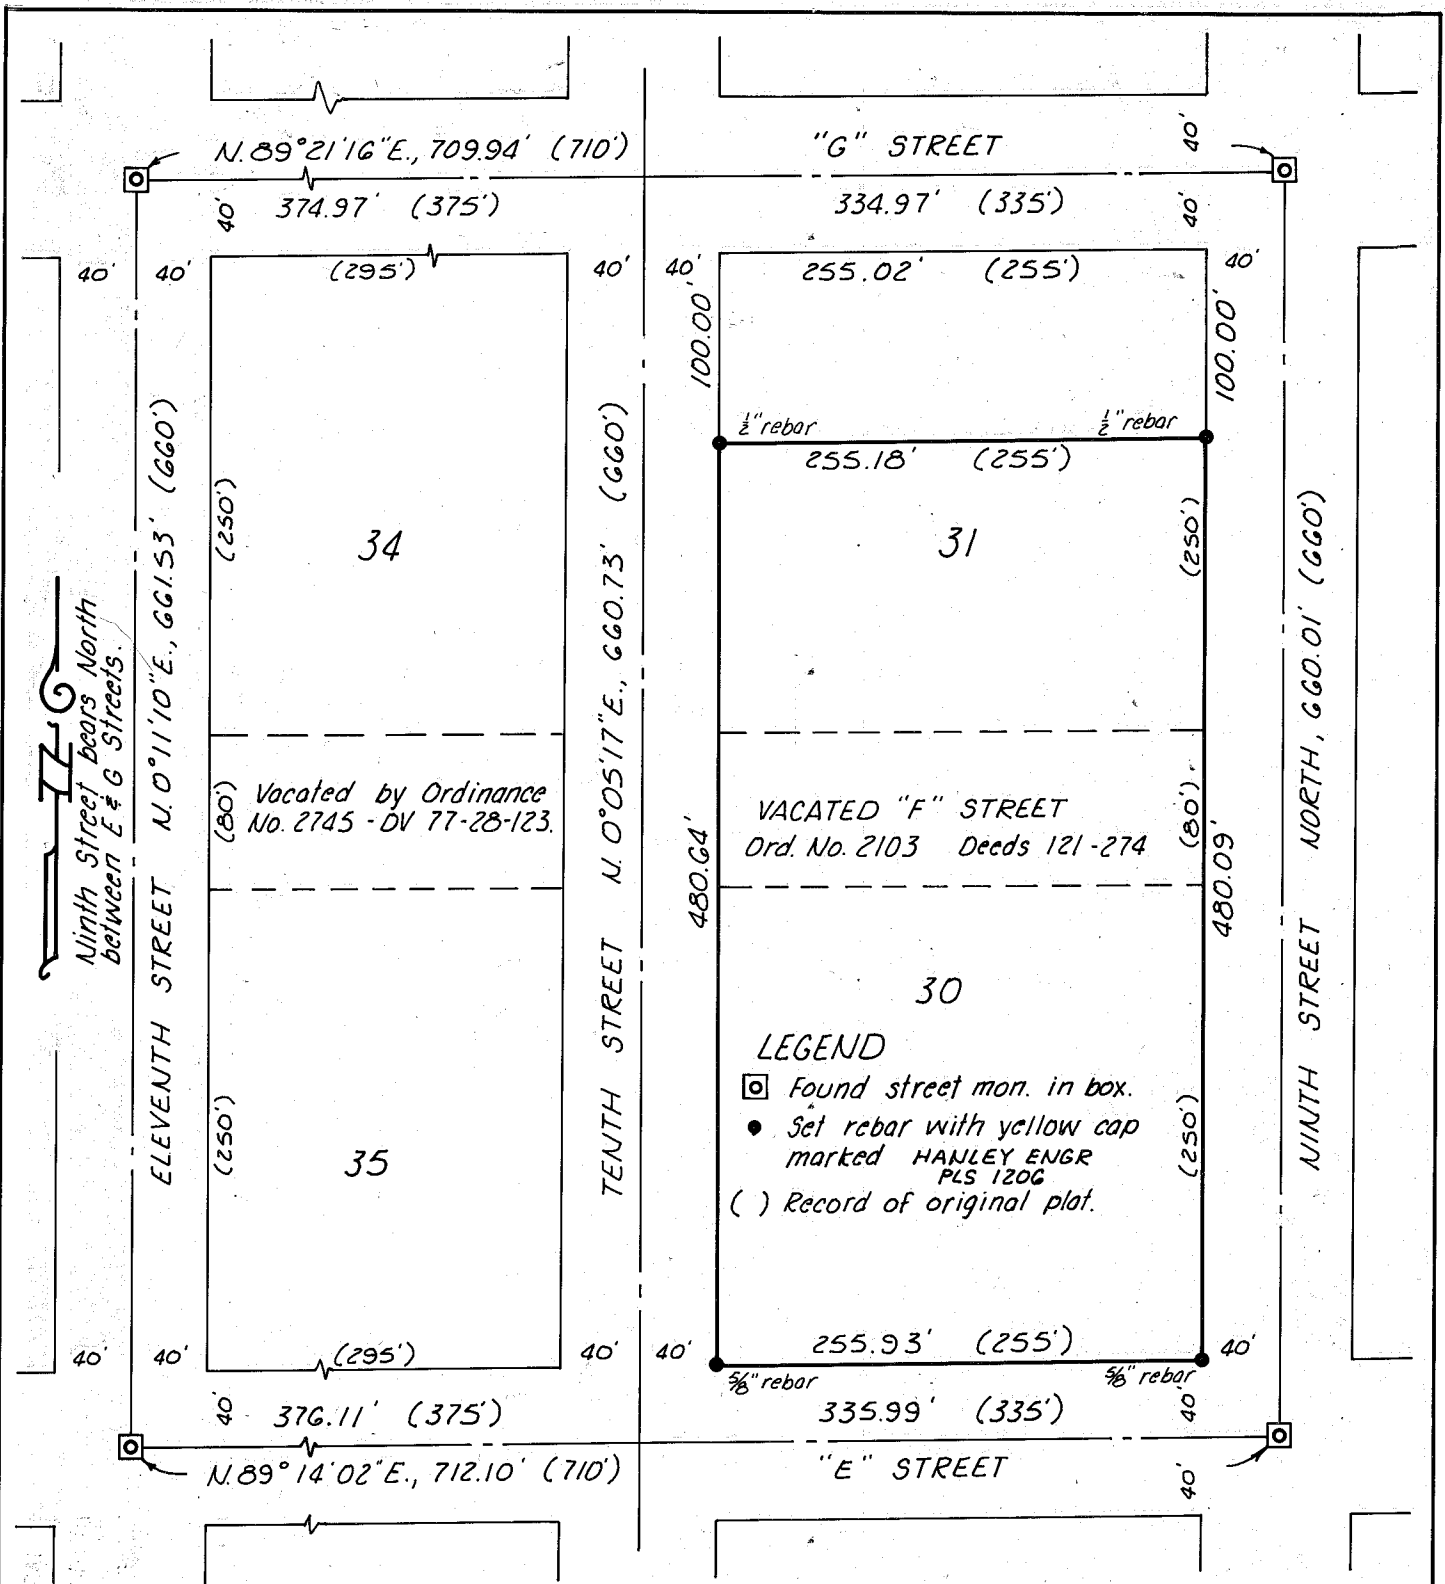 N. 89°21'16"E., 709.94' (710')
"G" STREET
40'
374.97' (375')
334.97' (335')
40'
40'
40'
40'
(295')
40'
40'
255.02' (255')
40'
100.00'
100.00'
½" rebar
½" rebar
255.18' (255')
(250')
34
31
(250')
ELEVENTH STREET N. 0°11'10"E., 661.53' (660')
TENTH STREET N. 0°05'17"E., 660.73' (660')
NINTH STREET NORTH, 660.01' (660')
N
Ninth Street bears North
between E & G Streets.
(80')
Vacated by Ordinance
No. 2745 - DV 77-28-123.
VACATED "F" STREET
Ord. No. 2103 Deeds 121-274
(80')
480.64'
480.09'
30
LEGEND
Found street mon. in box.
Set rebar with yellow cap
marked HANLEY ENGR
PLS 1206
( ) Record of original plat.
(250')
35
(250')
40'
40'
(295')
40'
40'
255.93' (255')
40'
⅝" rebar
⅝" rebar
40'
376.11' (375')
335.99' (335')
40'
N. 89°14'02"E., 712.10' (710')
"E" STREET
40'